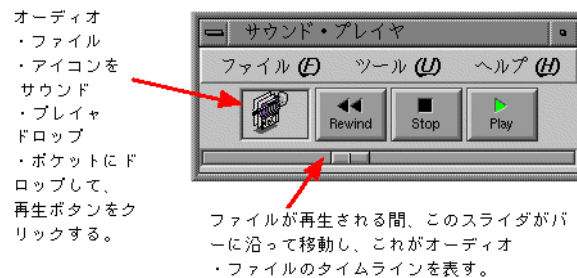 オーディオ
・ファイル
・アイコンを
サウンド
・プレイャ
ドロップ
・ポケットにド
ロップして、
再生ボタンをク
リックする。
サウンド・プレイヤ
ファイル(F) ツール(U) ヘルプ(H)
Rewind Stop Play
ファイルが再生される間、このスライダがバ
ーに沿って移動し、これがオーディオ
・ファイルのタイムラインを表す。